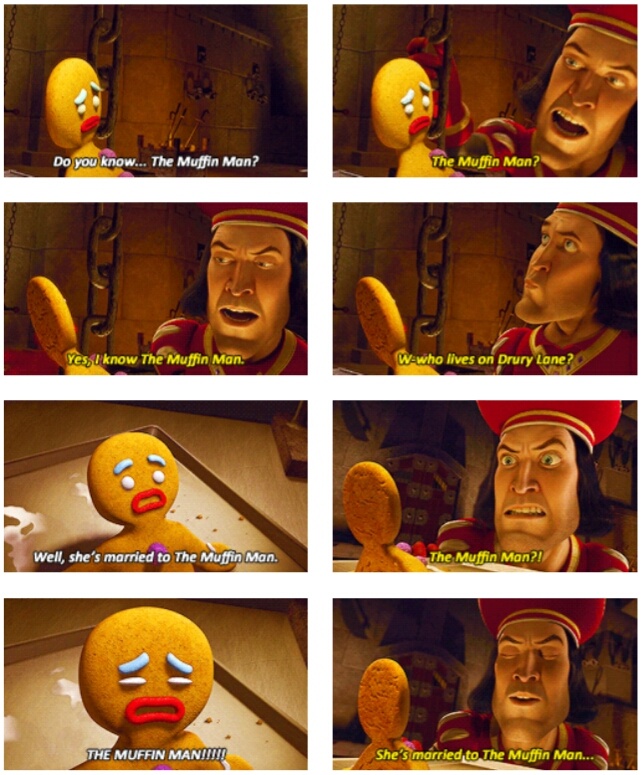 Do you know... The Muffin Man?
The Muffin Man?
Yes, I know The Muffin Man.
W-who lives on Drury Lane?
Well, she's married to The Muffin Man.
The Muffin Man?!
THE MUFFIN MAN!!!!!
She's married to The Muffin Man...